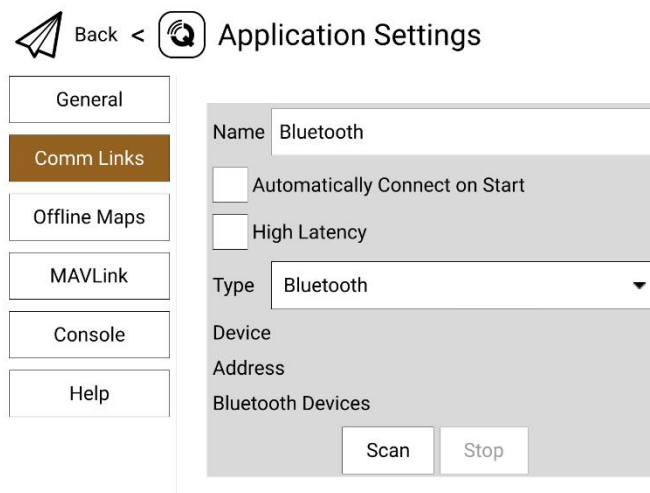 Back < Application Settings
General
Comm Links
Offline Maps
MAVLink
Console
Help
Name Bluetooth
Automatically Connect on Start
High Latency
Type Bluetooth
Device
Address
Bluetooth Devices
Scan Stop